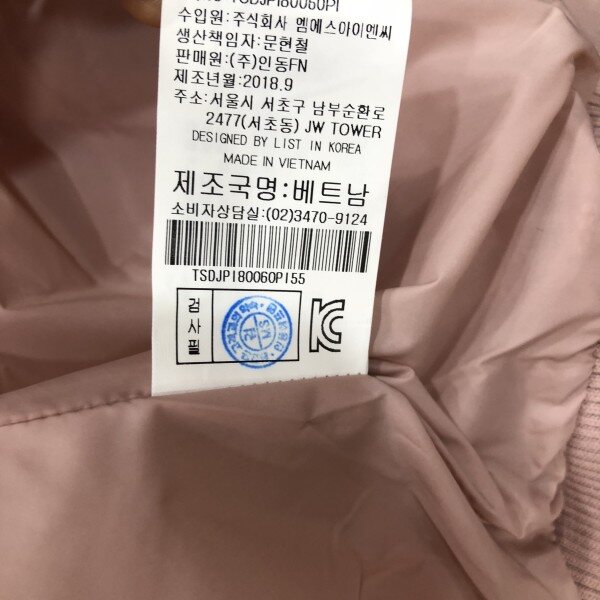 TSDJPI80060PI
수입원:주식회사 엠에스아이엔씨
생산책임자:문현철
판매원:(주)인동FN
제조년월:2018.9
주소:서울시 서초구 남부순환로
2477(서초동) JW TOWER
DESIGNED BY LIST IN KOREA
MADE IN VIETNAM
제조국명:베트남
소비자상담실:(02)3470-9124
TSDJPI80060PI55
검
사
필
KC